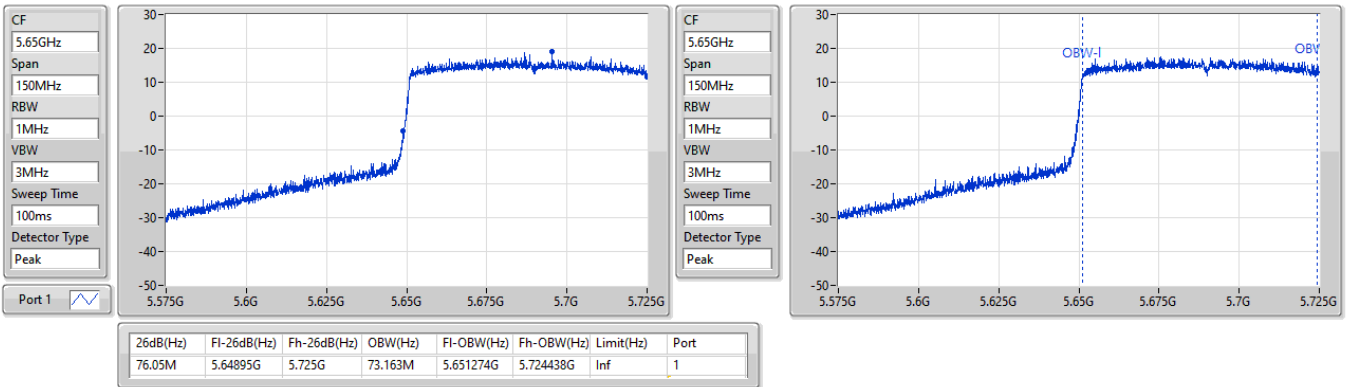 CF
5.65GHz
Span
150MHz
RBW
1MHz
VBW
3MHz
Sweep Time
100ms
Detector Type
Peak
Port 1
30
20
10
0
-10
-20
-30
-40
-50
5.575G 5.6G 5.625G 5.65G 5.675G 5.7G 5.725G
CF
5.65GHz
Span
150MHz
RBW
1MHz
VBW
3MHz
Sweep Time
100ms
Detector Type
Peak
30
20
10
0
-10
-20
-30
-40
-50
OBW-l
OBV
5.575G 5.6G 5.625G 5.65G 5.675G 5.7G 5.725G
26dB(Hz) Fl-26dB(Hz) Fh-26dB(Hz) OBW(Hz) Fl-OBW(Hz) Fh-OBW(Hz) Limit(Hz) Port
76.05M 5.64895G 5.725G 73.163M 5.651274G 5.724438G Inf 1